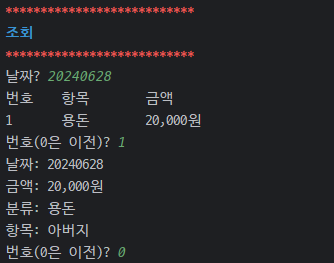 ***************************
조회
***************************
날짜? 20240628
번호 항목 금액
1 용돈 20,000원
번호(0은 이전)? 1
날짜: 20240628
금액: 20,000원
분류: 용돈
항목: 아버지
번호(0은 이전)? 0